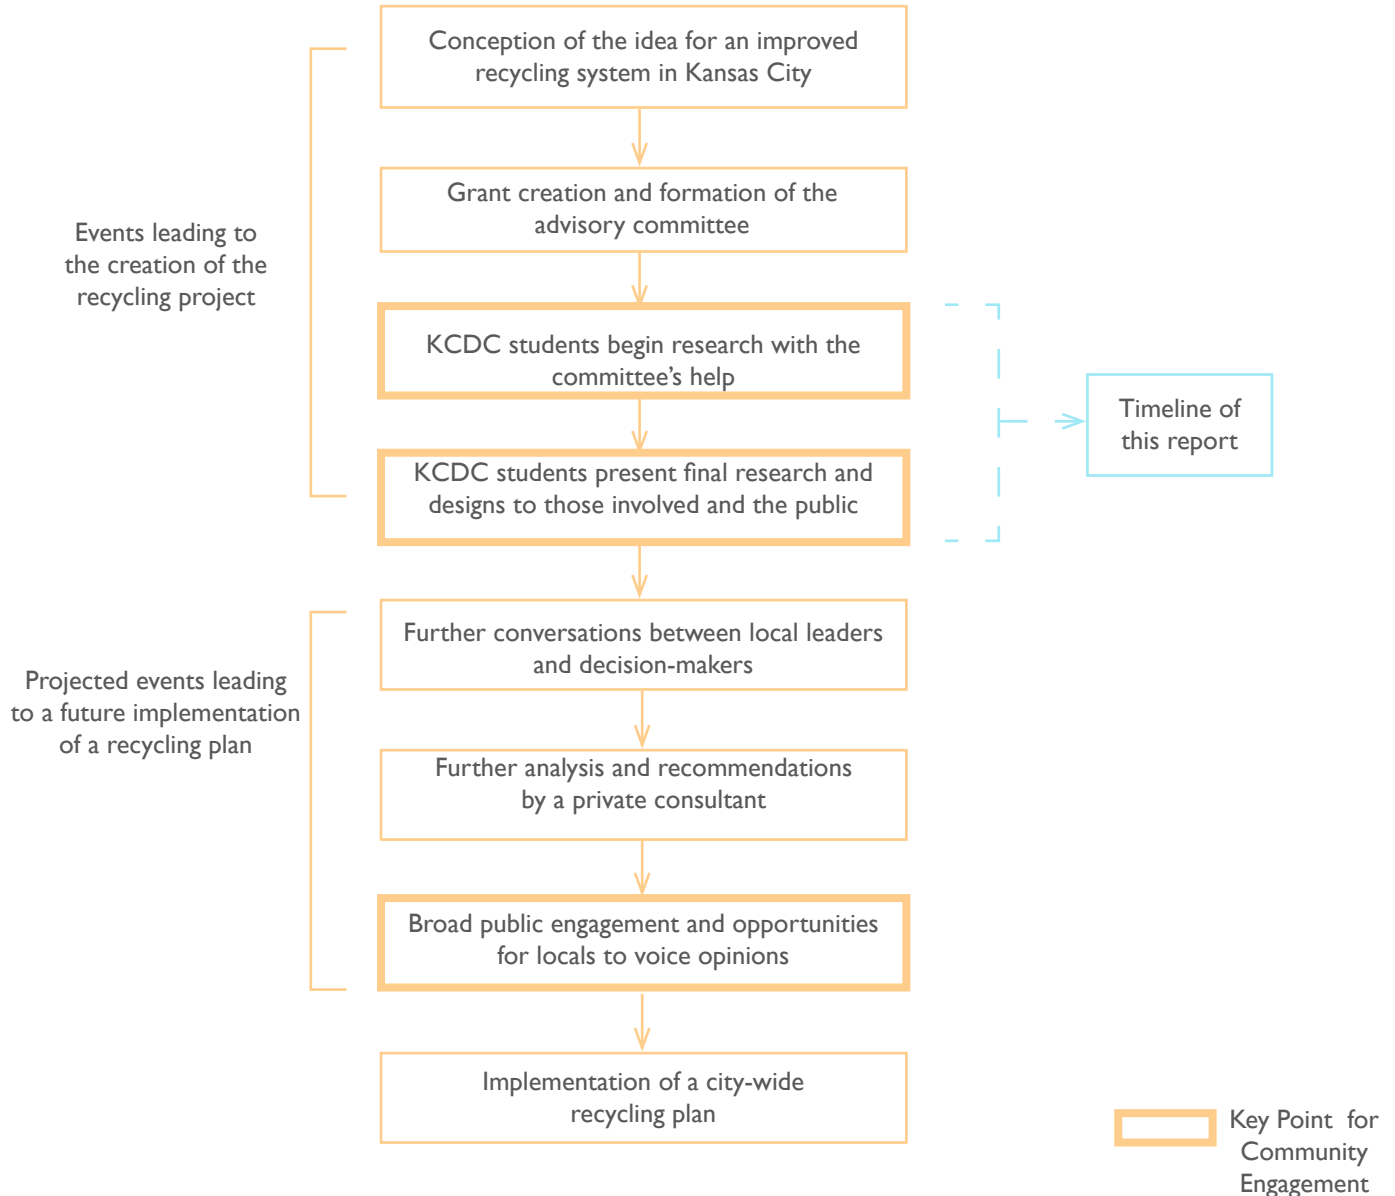 Conception of the idea for an improved
recycling system in Kansas City
Grant creation and formation of the
advisory committee
Events leading to
the creation of the
recycling project
KCDC students begin research with the
committee’s help
Timeline of
this report
KCDC students present final research and
designs to those involved and the public
Further conversations between local leaders
and decision-makers
Projected events leading
to a future implementation
of a recycling plan
Further analysis and recommendations
by a private consultant
Broad public engagement and opportunities
for locals to voice opinions
Implementation of a city-wide
recycling plan
Key Point for
Community
Engagement